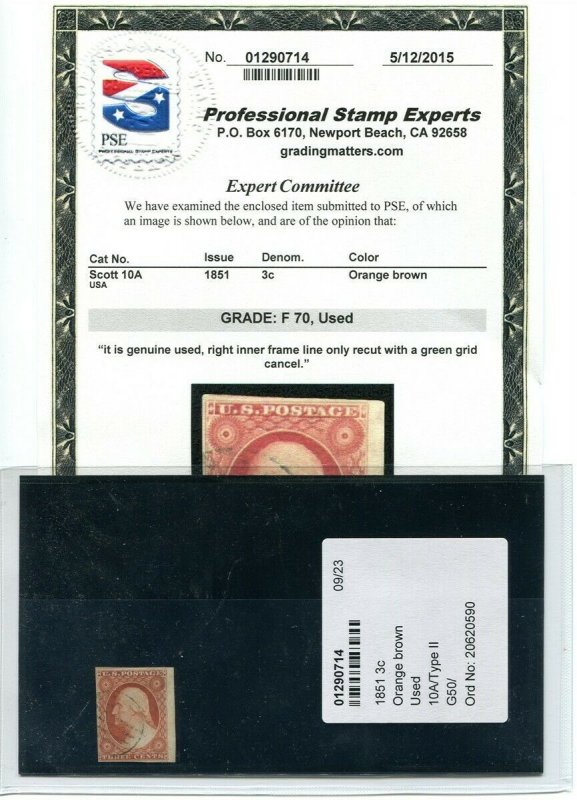 No. 01290714 5/12/2015
PSE
PROFESSIONAL STAMP EXPERTS
Professional Stamp Experts
P.O. Box 6170, Newport Beach, CA 92658
gradingmatters.com
Expert Committee
We have examined the enclosed item submitted to PSE, of which
an image is shown below, and are of the opinion that:
Cat No. Issue Denom. Color
Scott 10A 1851 3c Orange brown
USA
GRADE: F 70, Used
“it is genuine used, right inner frame line only recut with a green grid
cancel.”
U.S. POSTAGE
U.S. POSTAGE
THREE CENTS
01290714 09/23
1851 3c
Orange brown
Used
10A/Type II
G50/
Ord No: 20620590